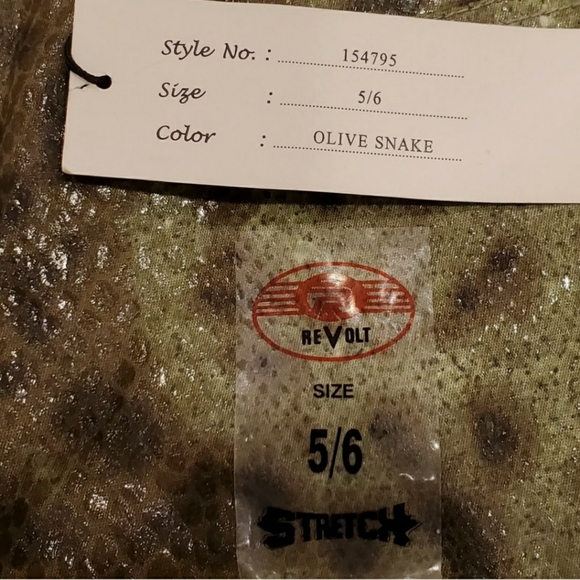 Style No. : 154795
Size : 5/6
Color : OLIVE SNAKE
R
REVOLT
SIZE
5/6
STRETCH